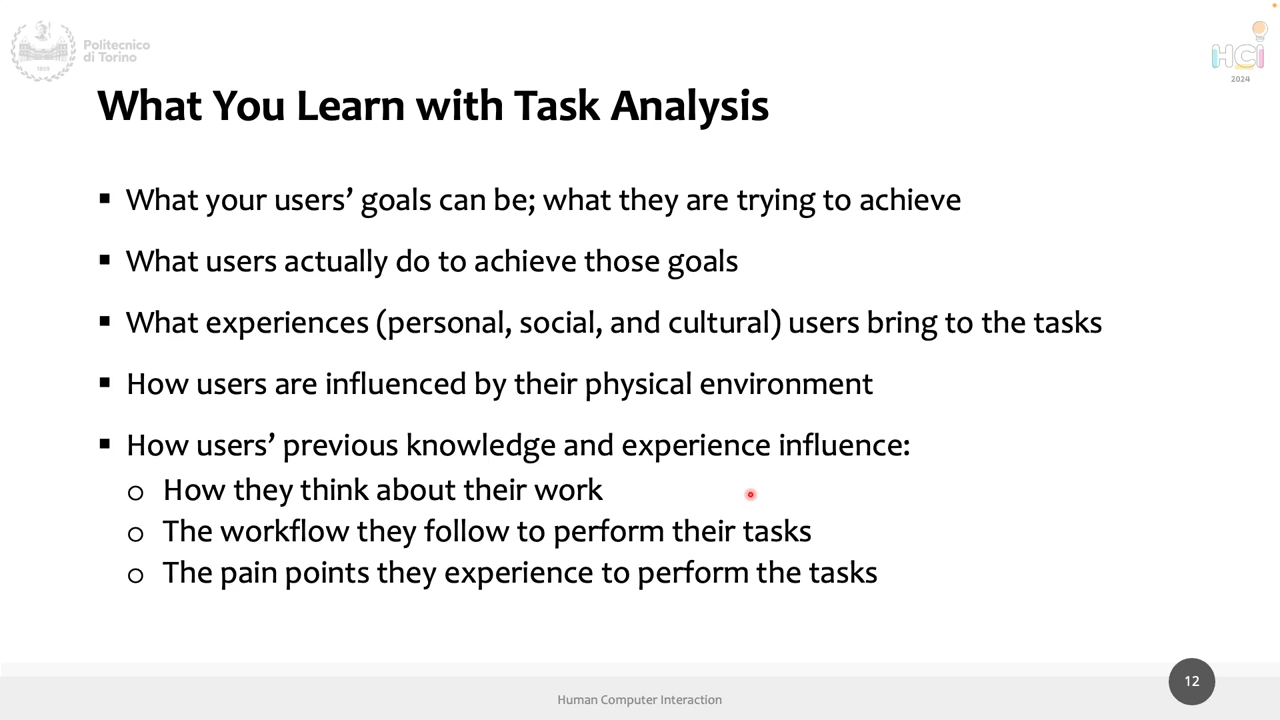 Politecnico
di Torino
1859
HCI
2024
What You Learn with Task Analysis
▪ What your users’ goals can be; what they are trying to achieve
▪ What users actually do to achieve those goals
▪ What experiences (personal, social, and cultural) users bring to the tasks
▪ How users are influenced by their physical environment
▪ How users’ previous knowledge and experience influence:
o How they think about their work
o The workflow they follow to perform their tasks
o The pain points they experience to perform the tasks
Human Computer Interaction
12